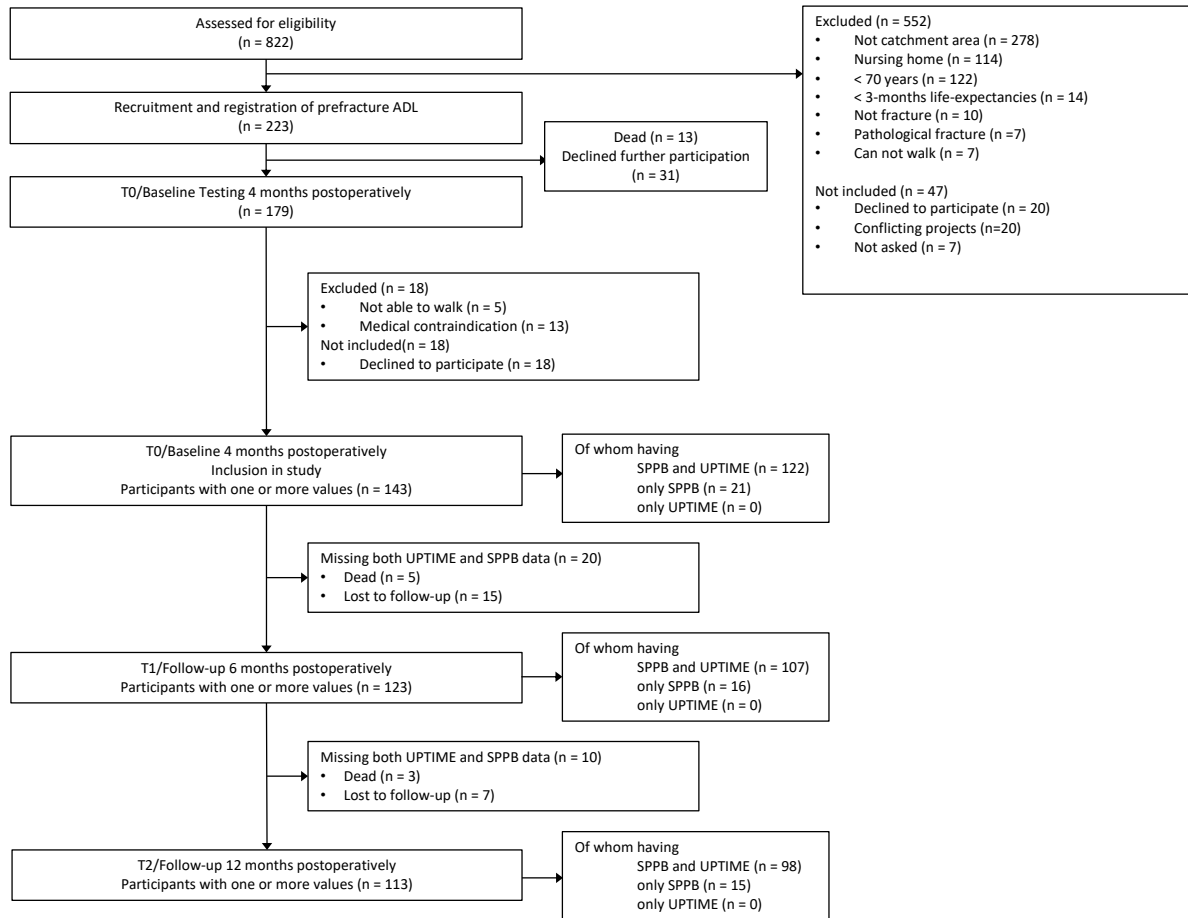 Assessed for eligibility
(n = 822)
Excluded (n = 552)
• Not catchment area (n = 278)
• Nursing home (n = 114)
• < 70 years (n = 122)
• < 3-months life-expectancies (n = 14)
• Not fracture (n = 10)
• Pathological fracture (n =7)
• Can not walk (n = 7)
Not included (n = 47)
• Declined to participate (n = 20)
• Conflicting projects (n=20)
• Not asked (n = 7)
Recruitment and registration of prefracture ADL
(n = 223)
Dead (n = 13)
Declined further participation
(n = 31)
T0/Baseline Testing 4 months postoperatively
(n = 179)
Excluded (n = 18)
• Not able to walk (n = 5)
• Medical contraindication (n = 13)
Not included(n = 18)
• Declined to participate (n = 18)
T0/Baseline 4 months postoperatively
Inclusion in study
Participants with one or more values (n = 143)
Of whom having
SPPB and UPTIME (n = 122)
only SPPB (n = 21)
only UPTIME (n = 0)
Missing both UPTIME and SPPB data (n = 20)
• Dead (n = 5)
• Lost to follow-up (n = 15)
T1/Follow-up 6 months postoperatively
Participants with one or more values (n = 123)
Of whom having
SPPB and UPTIME (n = 107)
only SPPB (n = 16)
only UPTIME (n = 0)
Missing both UPTIME and SPPB data (n = 10)
• Dead (n = 3)
• Lost to follow-up (n = 7)
T2/Follow-up 12 months postoperatively
Participants with one or more values (n = 113)
Of whom having
SPPB and UPTIME (n = 98)
only SPPB (n = 15)
only UPTIME (n = 0)